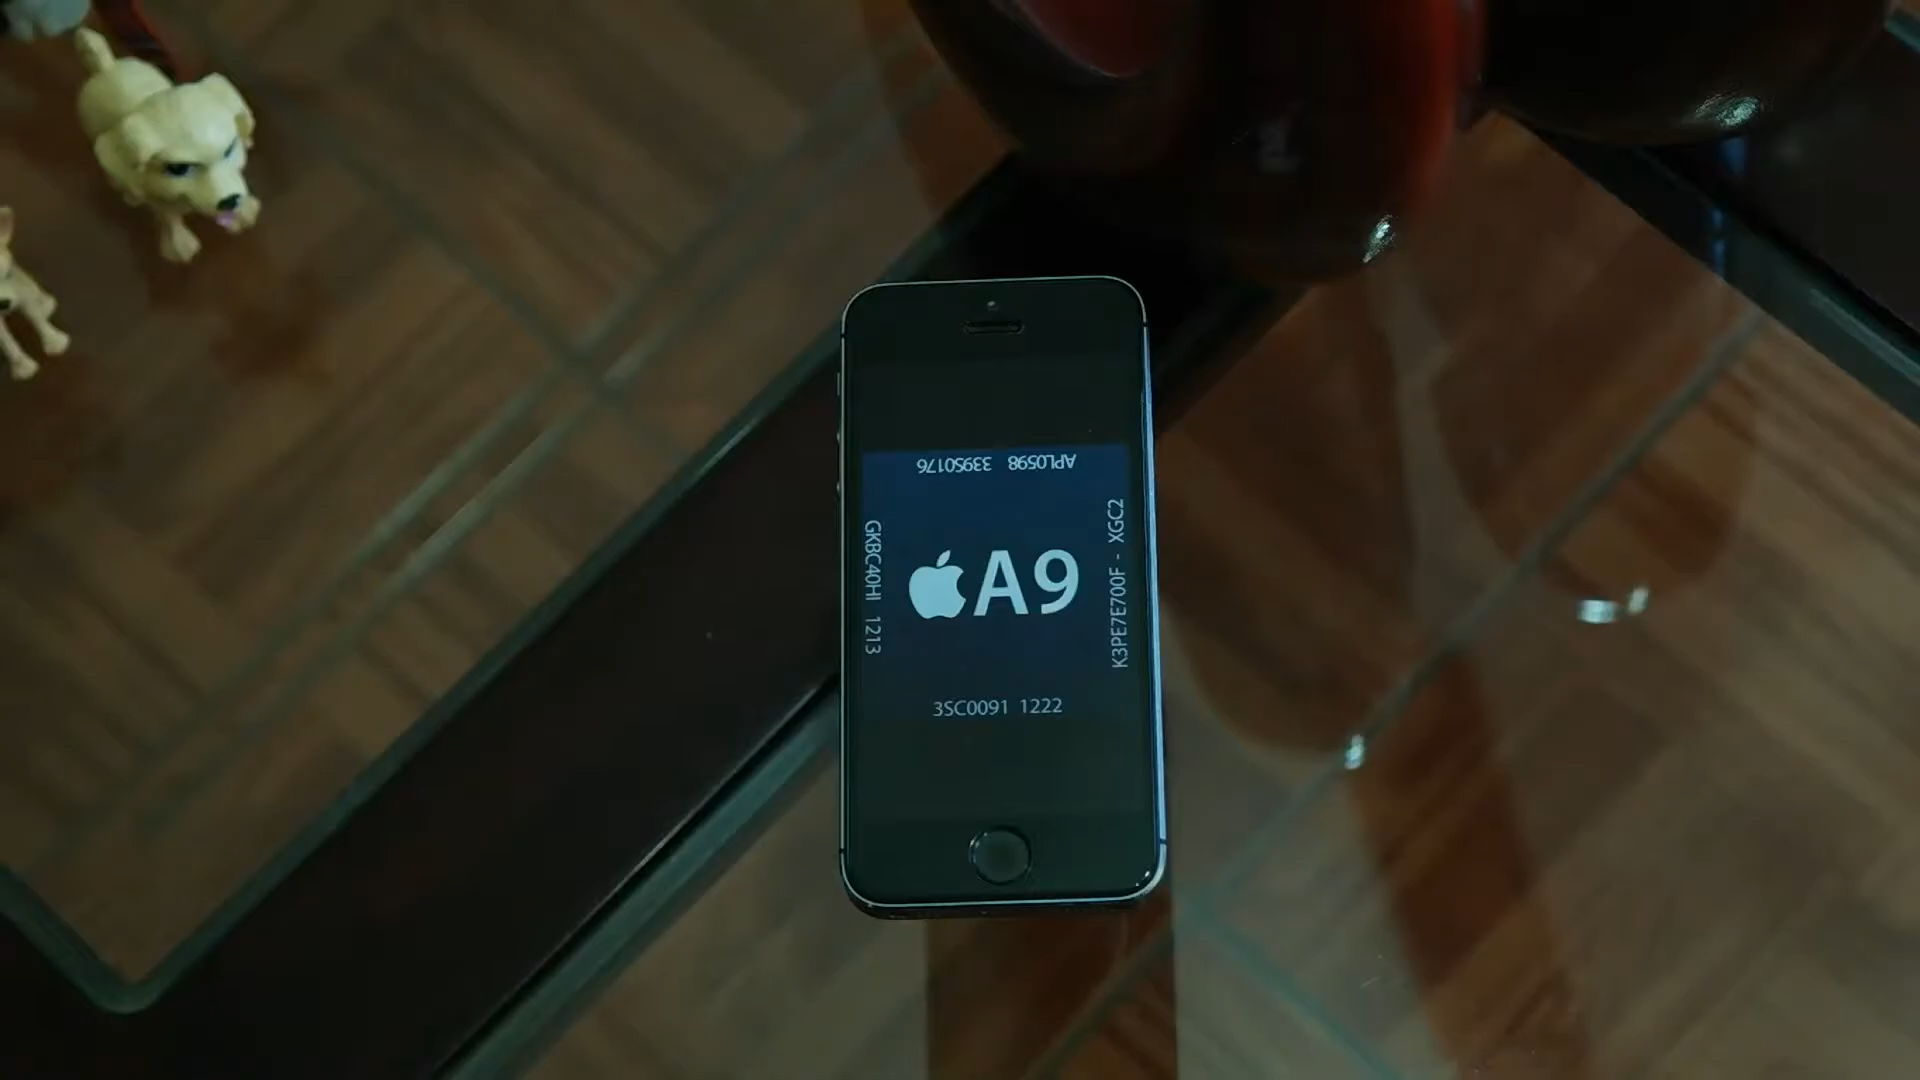 APL0598 339S0176
GKBC40HI 1213
A9
K3PE7E700F - XGC2
3SC0091 1222